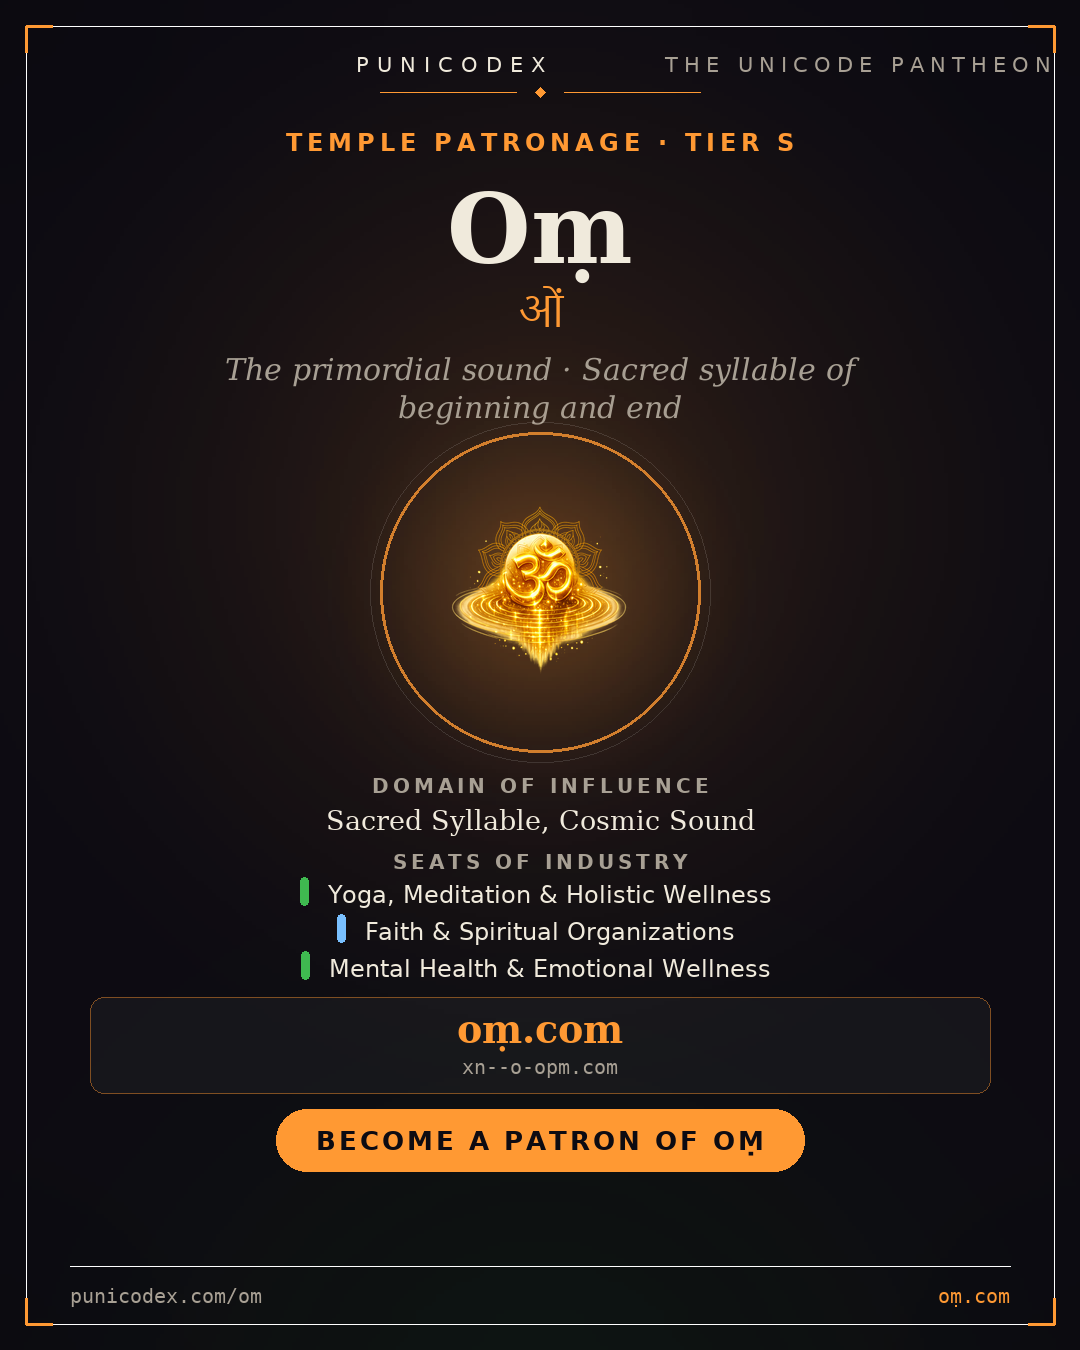 PUNICODEX THE UNICODE PANTHEON
TEMPLE PATRONAGE · TIER S
Oṃ
ओं
The primordial sound · Sacred syllable of
beginning and end
ॐ
DOMAIN OF INFLUENCE
Sacred Syllable, Cosmic Sound
SEATS OF INDUSTRY
Yoga, Meditation & Holistic Wellness
Faith & Spiritual Organizations
Mental Health & Emotional Wellness
oṃ.com
xn--o-opm.com
BECOME A PATRON OF OṂ
punicodex.com/om oṃ.com